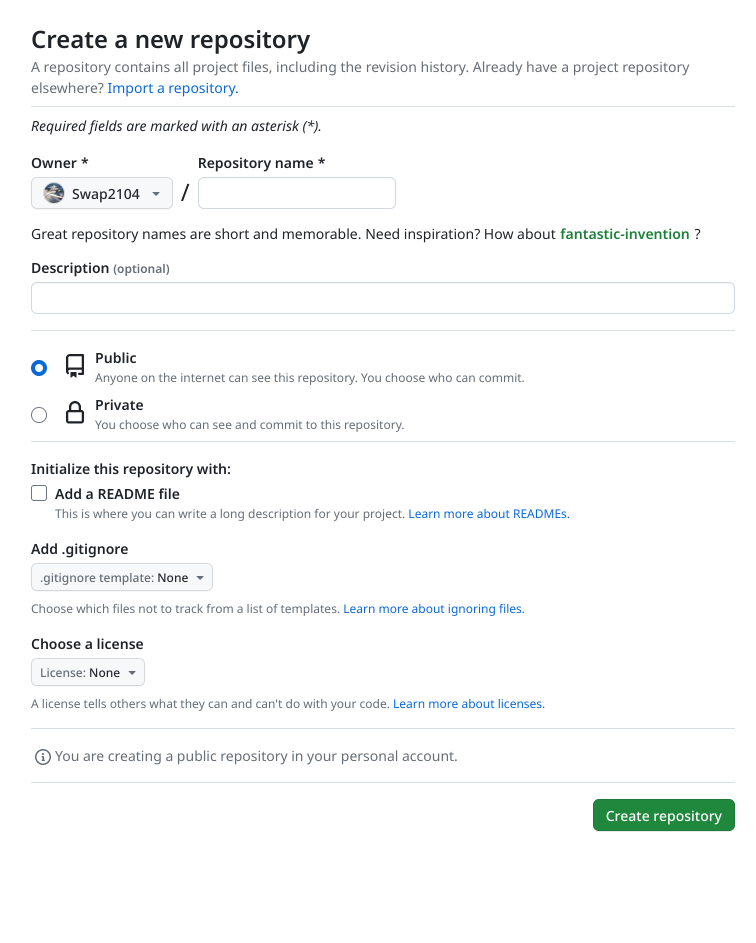 Create a new repository
A repository contains all project files, including the revision history. Already have a project repository
elsewhere? Import a repository.
Required fields are marked with an asterisk (*).
Owner * Repository name *
Swap2104 /
Great repository names are short and memorable. Need inspiration? How about fantastic-invention ?
Description (optional)
Public
Anyone on the internet can see this repository. You choose who can commit.
Private
You choose who can see and commit to this repository.
Initialize this repository with:
Add a README file
This is where you can write a long description for your project. Learn more about READMEs.
Add .gitignore
.gitignore template: None
Choose which files not to track from a list of templates. Learn more about ignoring files.
Choose a license
License: None
A license tells others what they can and can't do with your code. Learn more about licenses.
You are creating a public repository in your personal account.
Create repository